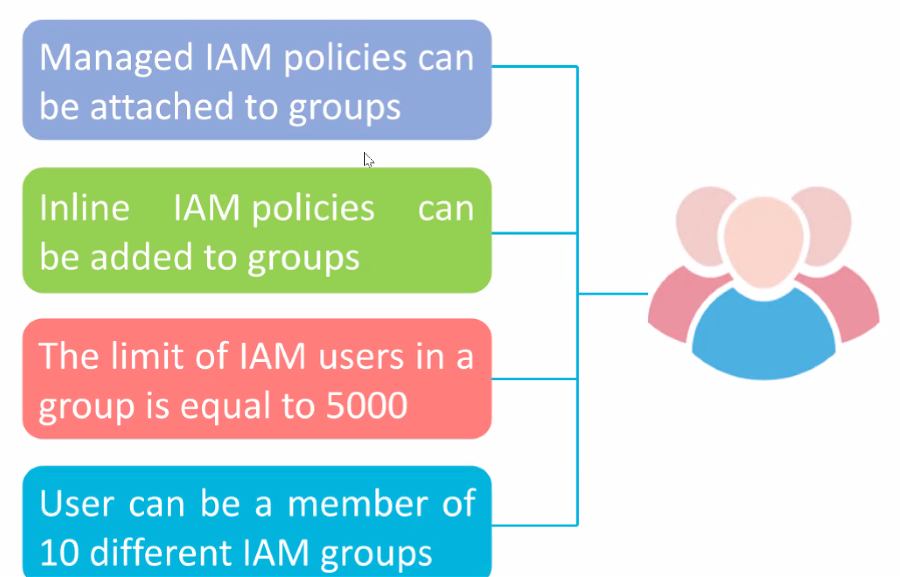 Managed IAM policies can
be attached to groups
Inline IAM policies can
be added to groups
The limit of IAM users in a
group is equal to 5000
User can be a member of
10 different IAM groups